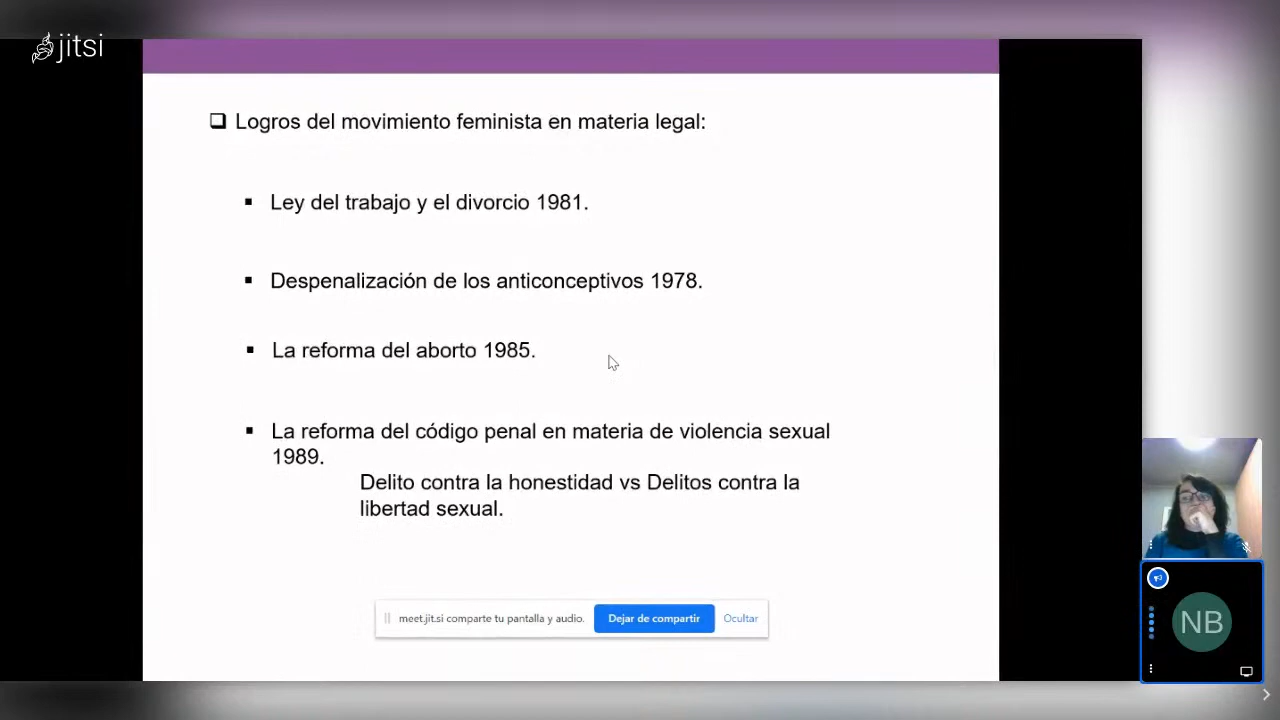 jitsi
Logros del movimiento feminista en materia legal:
Ley del trabajo y el divorcio 1981.
Despenalización de los anticonceptivos 1978.
La reforma del aborto 1985.
La reforma del código penal en materia de violencia sexual
1989.
Delito contra la honestidad vs Delitos contra la
libertad sexual.
meet.jit.si comparte tu pantalla y audio. Dejar de compartir Ocultar
NB